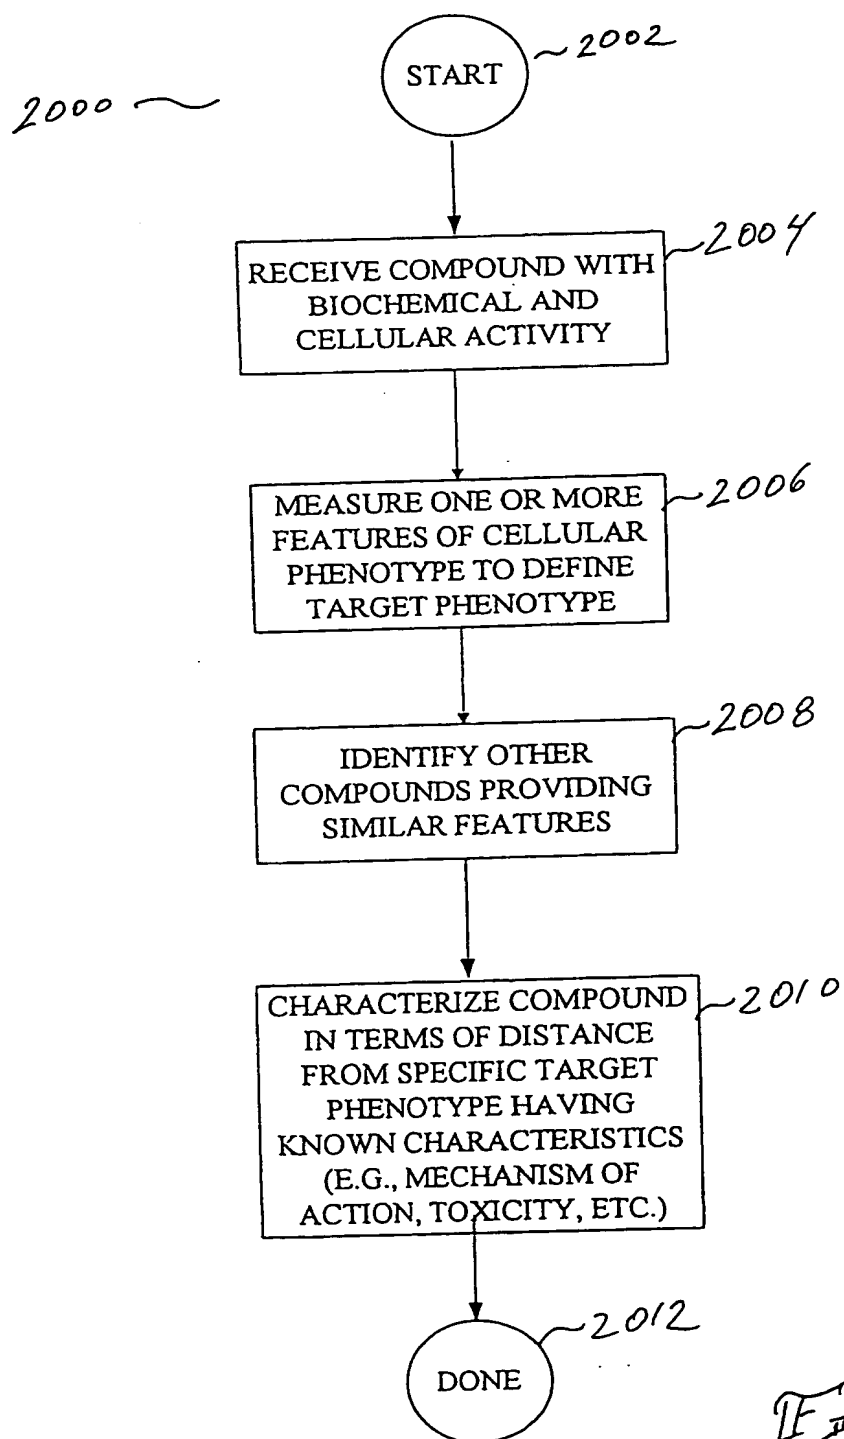 START
2002
2000
2004
RECEIVE COMPOUND WITH
BIOCHEMICAL AND
CELLULAR ACTIVITY
2006
MEASURE ONE OR MORE
FEATURES OF CELLULAR
PHENOTYPE TO DEFINE
TARGET PHENOTYPE
2008
IDENTIFY OTHER
COMPOUNDS PROVIDING
SIMILAR FEATURES
2010
CHARACTERIZE COMPOUND
IN TERMS OF DISTANCE
FROM SPECIFIC TARGET
PHENOTYPE HAVING
KNOWN CHARACTERISTICS
(E.G., MECHANISM OF
ACTION, TOXICITY, ETC.)
2012
DONE